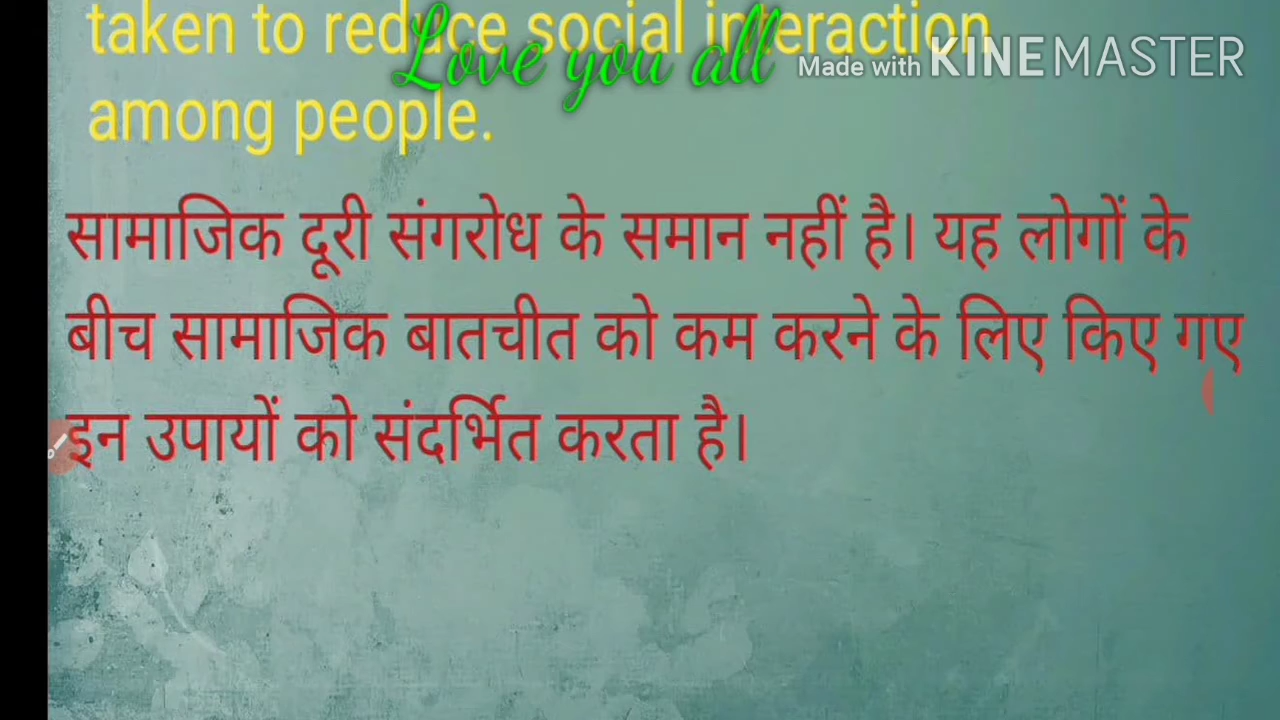 taken to reduce social interaction
Love you all
Made with KINEMASTER
among people.
सामाजिक दूरी संगरोध के समान नहीं है। यह लोगों के
बीच सामाजिक बातचीत को कम करने के लिए किए गए
इन उपायों को संदर्भित करता है।